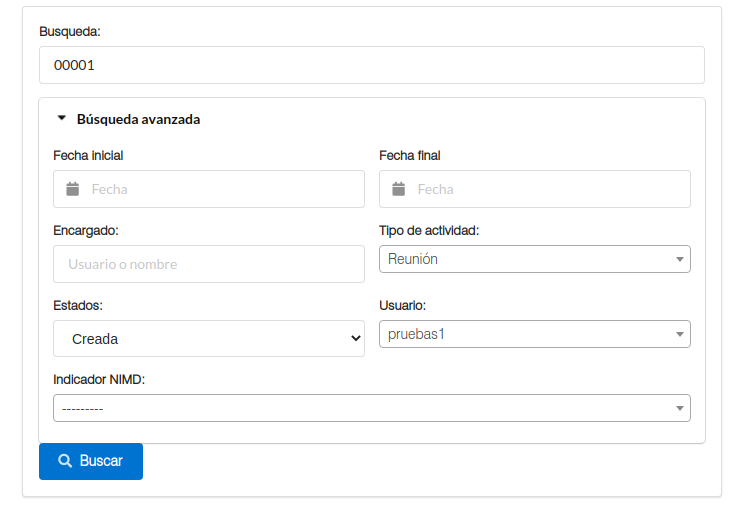 Busqueda:
00001
Búsqueda avanzada
Fecha inicial
Fecha final
Fecha
Fecha
Encargado:
Tipo de actividad:
Usuario o nombre
Reunión
Estados:
Usuario:
Creada
pruebas1
Indicador NIMD:
---------
Buscar